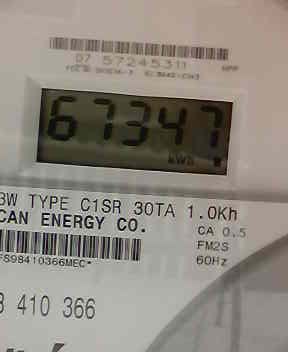 07 57245311
67347
kWh
3W TYPE C1SR 30TA 1.0Kh
CAN ENERGY CO.
CA 0.5
FM2S
60Hz
FS98410366MEC*
8 410 366